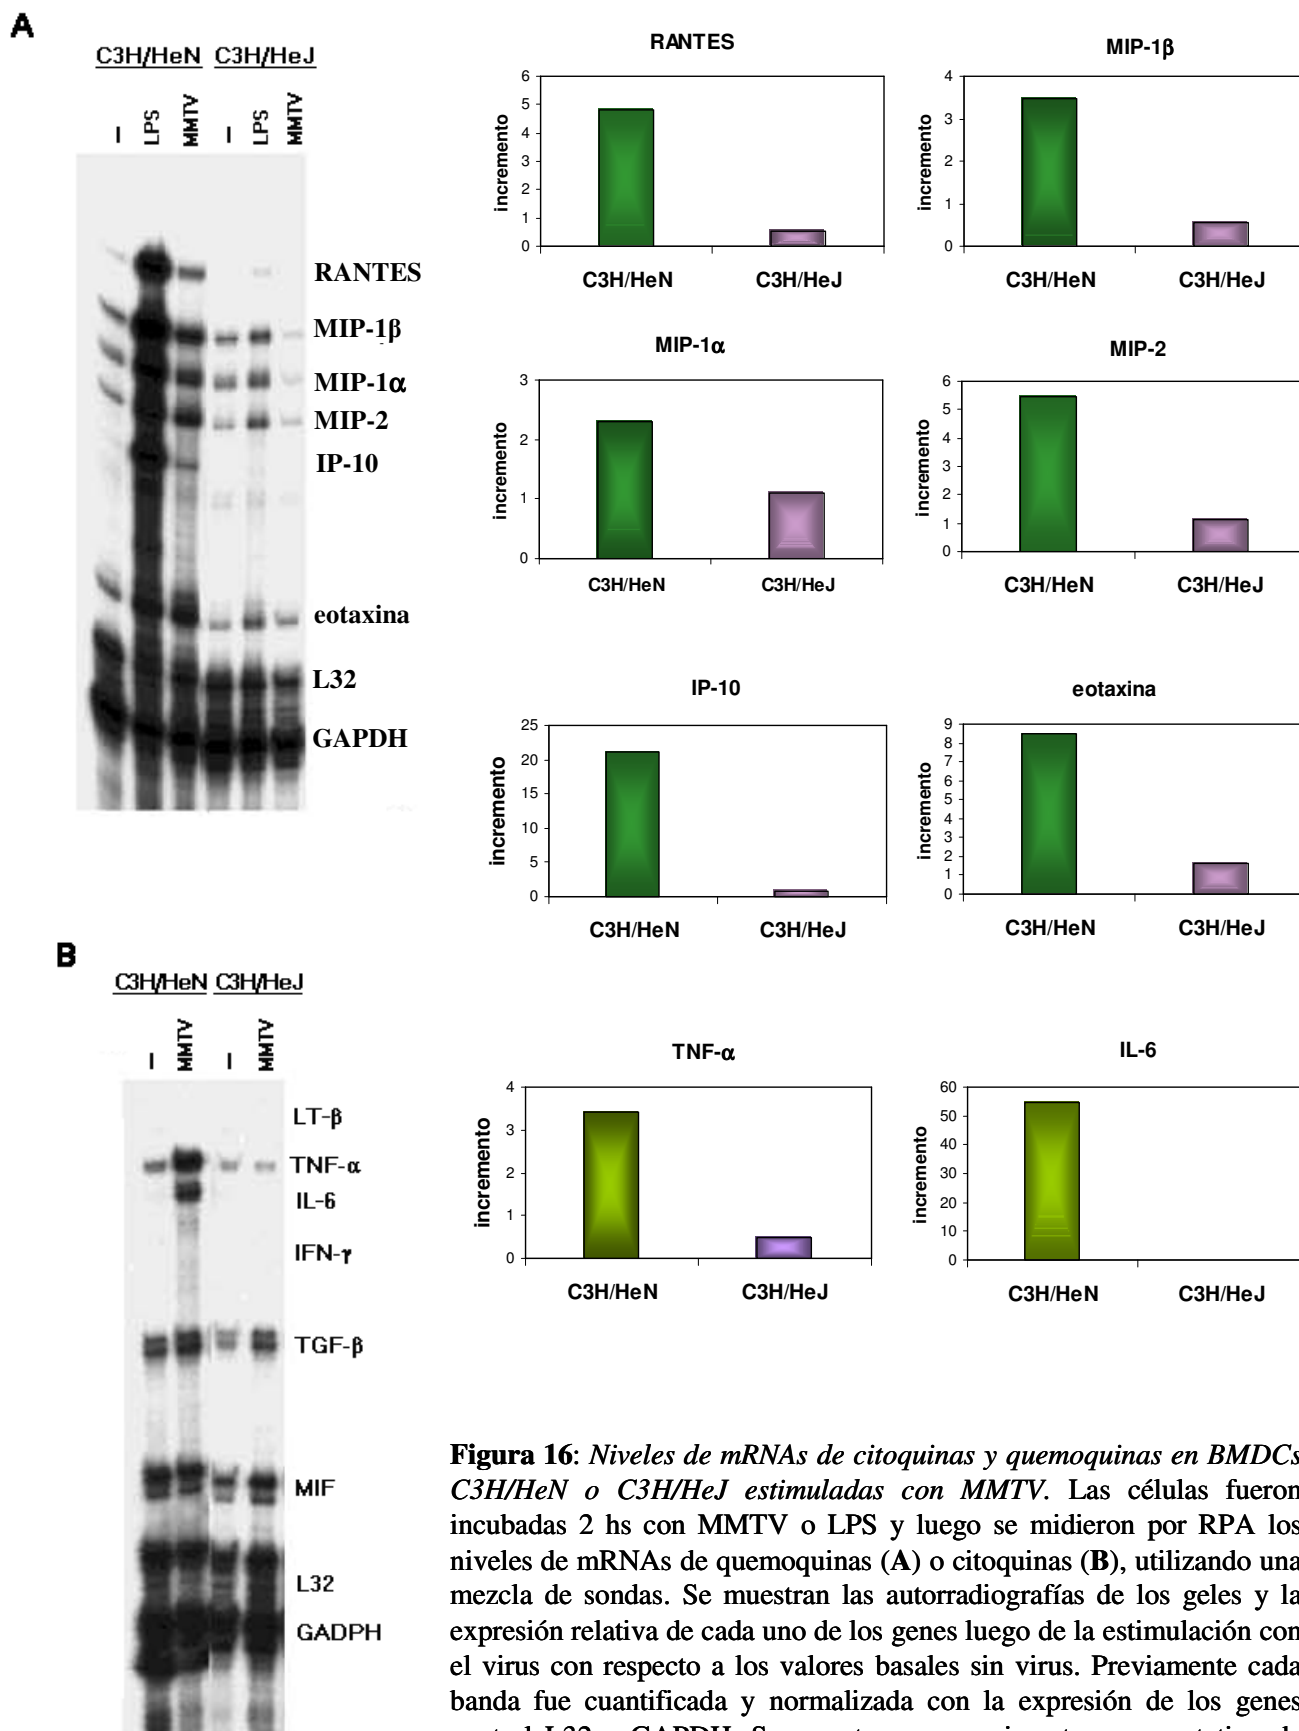 A
C3H/HeN C3H/HeJ
– LPS MMTV – LPS MMTV
RANTES
MIP-1β
MIP-1α
MIP-2
IP-10
eotaxina
L32
GAPDH
RANTES
incremento
6
5
4
3
2
1
0
C3H/HeN C3H/HeJ
MIP-1β
incremento
4
3
2
1
0
C3H/HeN C3H/HeJ
MIP-1α
incremento
3
2
1
0
C3H/HeN C3H/HeJ
MIP-2
incremento
6
5
4
3
2
1
0
C3H/HeN C3H/HeJ
IP-10
incremento
25
20
15
10
5
0
C3H/HeN C3H/HeJ
eotaxina
incremento
9
8
7
6
5
4
3
2
1
0
C3H/HeN C3H/HeJ
B
C3H/HeN C3H/HeJ
– MMTV – MMTV
LT-β
TNF-α
IL-6
IFN-γ
TGF-β
MIF
L32
GADPH
TNF-α
incremento
4
3
2
1
0
C3H/HeN C3H/HeJ
IL-6
incremento
60
50
40
30
20
10
0
C3H/HeN C3H/HeJ
Figura 16: Niveles de mRNAs de citoquinas y quemoquinas en BMDCs
C3H/HeN o C3H/HeJ estimuladas con MMTV. Las células fueron
incubadas 2 hs con MMTV o LPS y luego se midieron por RPA los
niveles de mRNAs de quemoquinas (A) o citoquinas (B), utilizando una
mezcla de sondas. Se muestran las autorradiografías de los geles y la
expresión relativa de cada uno de los genes luego de la estimulación con
el virus con respecto a los valores basales sin virus. Previamente cada
banda fue cuantificada y normalizada con la expresión de los genes